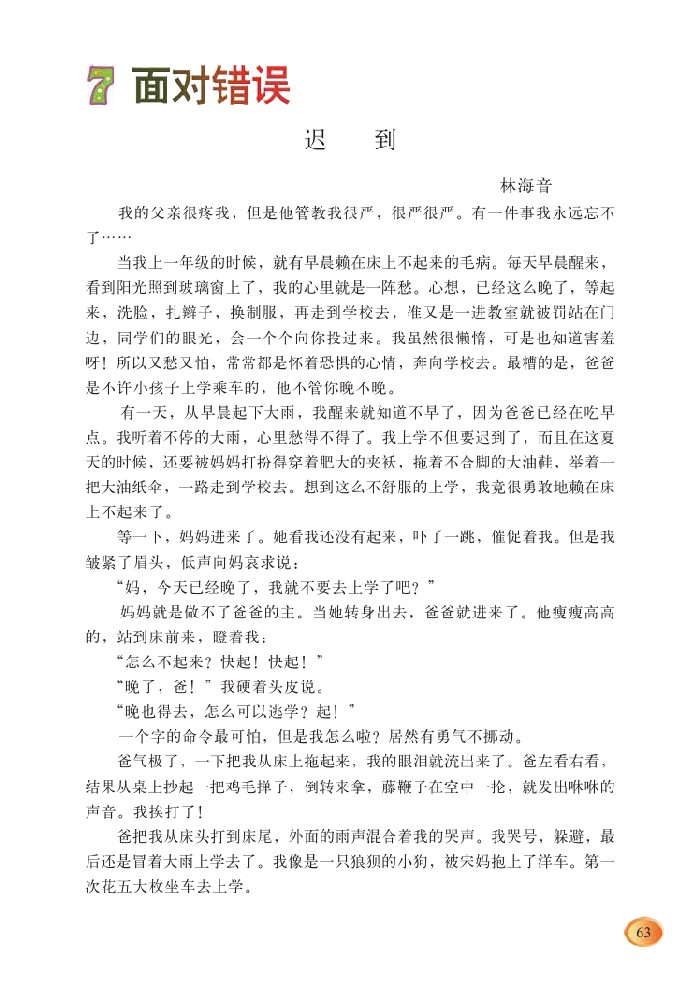 7 面对错误
迟 到
林海音
我的父亲很疼我，但是他管教我很严，很严很严。有一件事我永远忘不
了……
当我上一年级的时候，就有早晨赖在床上不起来的毛病。每天早晨醒来，
看到阳光照到玻璃窗上了，我的心里就是一阵愁。心想，已经这么晚了，等起
来，洗脸，扎辫子，换制服，再走到学校去，准又是一进教室就被罚站在门
边，同学们的眼光，会一个个向你投过来。我虽然很懒惰，可是也知道害羞
呀！所以又愁又怕，常常都是怀着恐惧的心情，奔向学校去。最糟的是，爸爸
是不许小孩子上学乘车的，他不管你晚不晚。
有一天，从早晨起下大雨，我醒来就知道不早了，因为爸爸已经在吃早
点。我听着不停的大雨，心里愁得不得了。我上学不但要迟到了，而且在这夏
天的时候，还要被妈妈打扮得穿着肥大的夹袄，拖着不合脚的大油鞋，举着一
把大油纸伞，一路走到学校去。想到这么不舒服的上学，我竟很勇敢地赖在床
上不起来了。
等一下，妈妈进来了。她看我还没有起来，吓了一跳，催促着我。但是我
皱紧了眉头，低声向妈哀求说：
“妈，今天已经晚了，我就不要去上学了吧？”
妈妈就是做不了爸爸的主。当她转身出去，爸爸就进来了。他瘦瘦高高
的，站到床前来，瞪着我：
“怎么不起来？快起！快起！”
“晚了，爸！”我硬着头皮说。
“晚也得去，怎么可以逃学？起！”
一个字的命令最可怕，但是我怎么啦？居然有勇气不挪动。
爸气极了，一下把我从床上拖起来，我的眼泪就流出来了。爸左看右看，
结果从桌上抄起一把鸡毛掸子，倒转来拿，藤鞭子在空中一抡，就发出咻咻的
声音。我挨打了！
爸把我从床头打到床尾，外面的雨声混合着我的哭声。我哭号，躲避，最
后还是冒着大雨上学去了。我像是一只狼狈的小狗，被宋妈抱上了洋车。第一
次花五大枚坐车去上学。
63